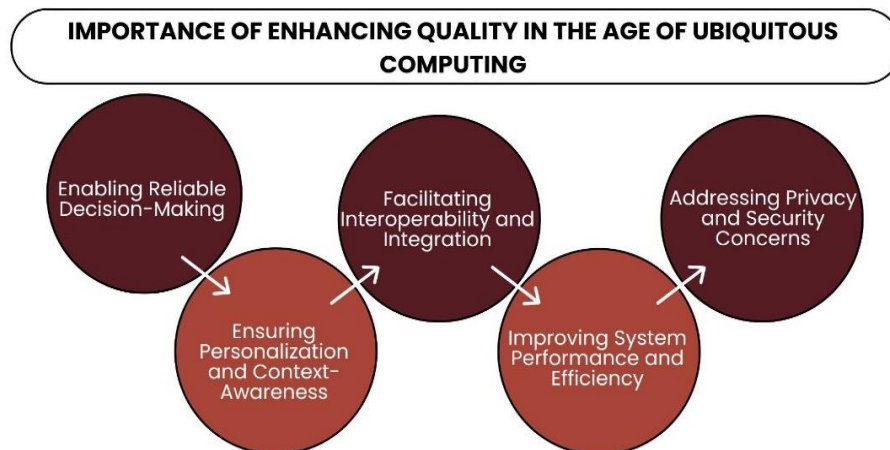 IMPORTANCE OF ENHANCING QUALITY IN THE AGE OF UBIQUITOUS
COMPUTING
Enabling Reliable
Decision-Making
Ensuring
Personalization
and Context-
Awareness
Facilitating
Interoperability and
Integration
Improving System
Performance and
Efficiency
Addressing Privacy
and Security
Concerns